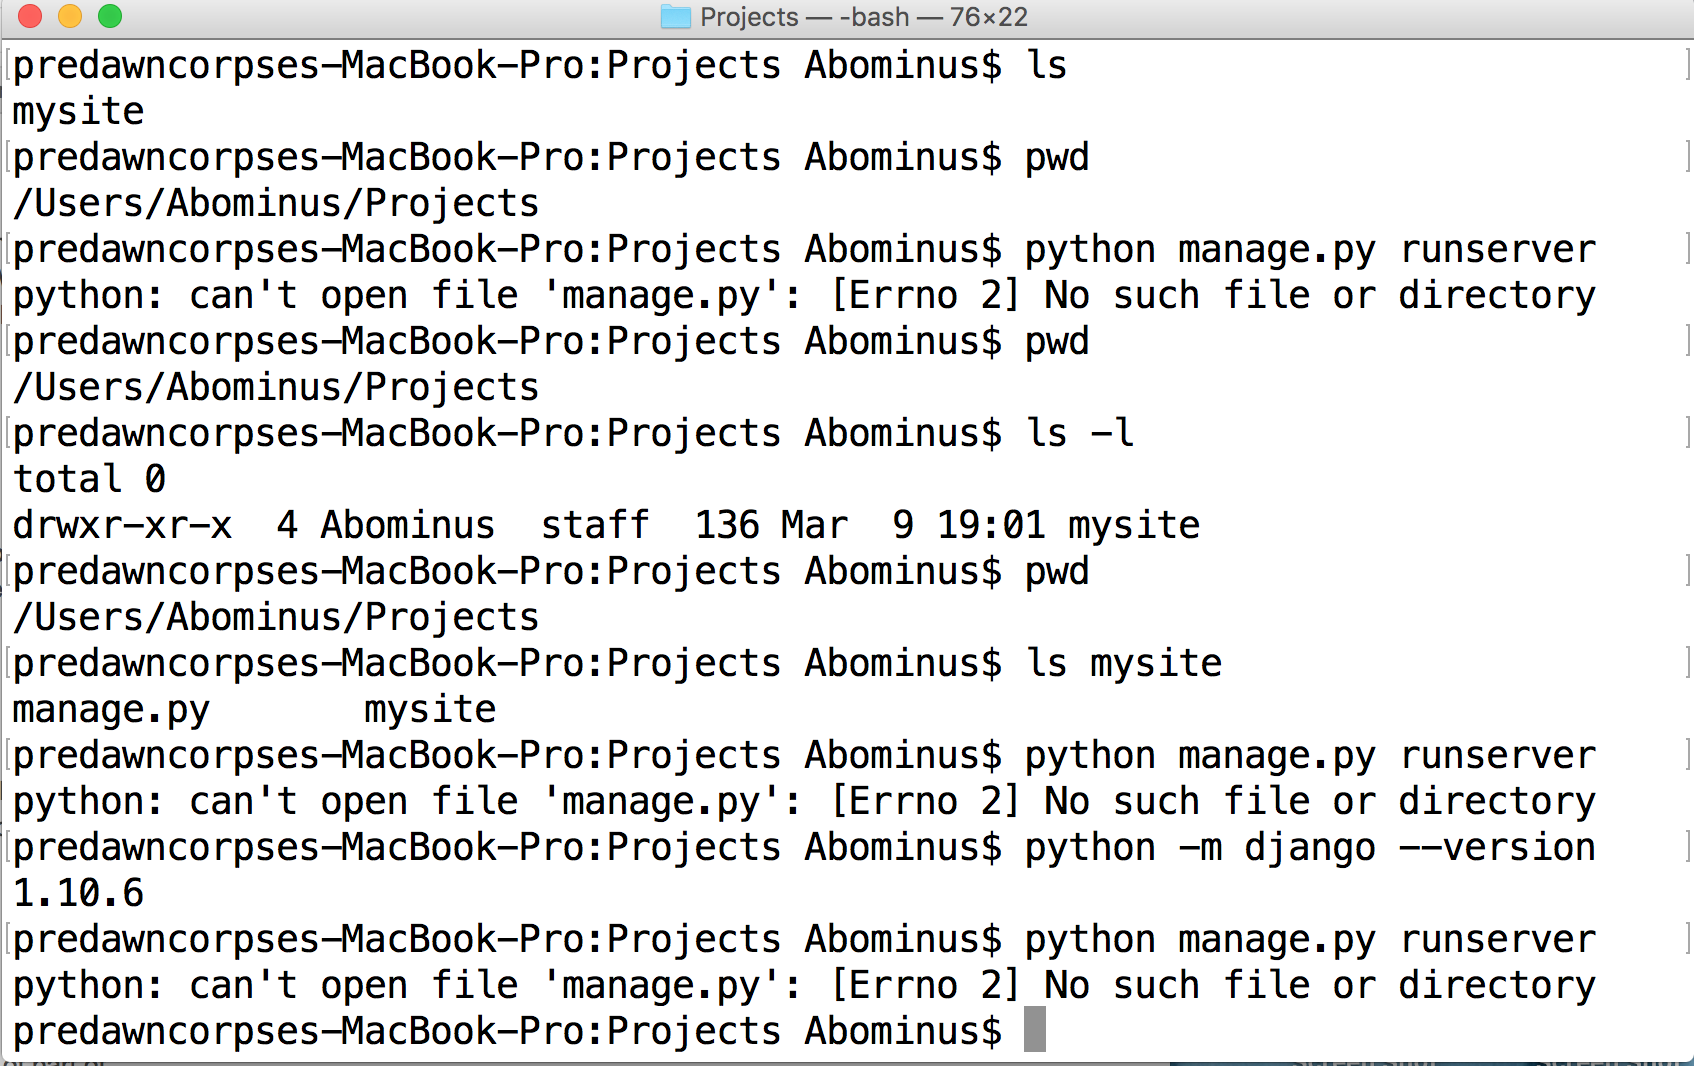 Projects — -bash — 76×22
predawncorpses-MacBook-Pro:Projects Abominus$ ls
mysite
predawncorpses-MacBook-Pro:Projects Abominus$ pwd
/Users/Abominus/Projects
predawncorpses-MacBook-Pro:Projects Abominus$ python manage.py runserver
python: can't open file 'manage.py': [Errno 2] No such file or directory
predawncorpses-MacBook-Pro:Projects Abominus$ pwd
/Users/Abominus/Projects
predawncorpses-MacBook-Pro:Projects Abominus$ ls -l
total 0
drwxr-xr-x  4 Abominus  staff  136 Mar  9 19:01 mysite
predawncorpses-MacBook-Pro:Projects Abominus$ pwd
/Users/Abominus/Projects
predawncorpses-MacBook-Pro:Projects Abominus$ ls mysite
manage.py       mysite
predawncorpses-MacBook-Pro:Projects Abominus$ python manage.py runserver
python: can't open file 'manage.py': [Errno 2] No such file or directory
predawncorpses-MacBook-Pro:Projects Abominus$ python -m django --version
1.10.6
predawncorpses-MacBook-Pro:Projects Abominus$ python manage.py runserver
python: can't open file 'manage.py': [Errno 2] No such file or directory
predawncorpses-MacBook-Pro:Projects Abominus$